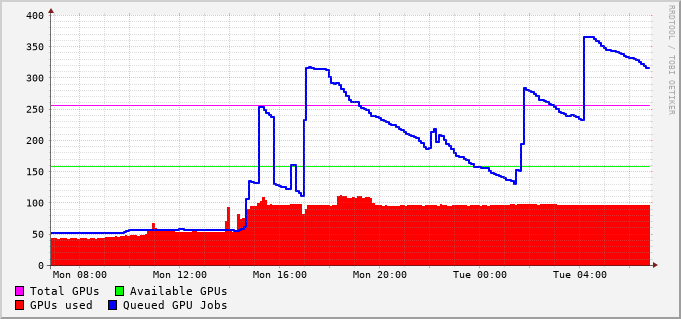 400
350
300
250
200
150
100
50
0
Mon 08:00 Mon 12:00 Mon 16:00 Mon 20:00 Tue 00:00 Tue 04:00
Total GPUs Available GPUs
GPUs used Queued GPU Jobs
RRDTOOL / TOBI OETIKER